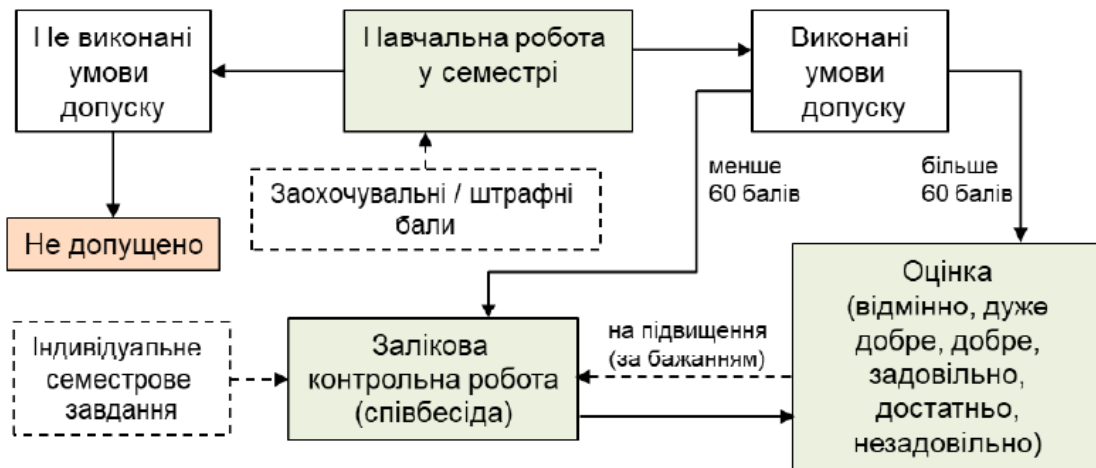 Не виконані
умови
допуску
Навчальна робота
у семестрі
Виконані
умови
допуску
менше
60 балів
більше
60 балів
Заохочувальні / штрафні
бали
Не допущено
Оцінка
(відмінно, дуже
добре, добре,
задовільно,
достатньо,
незадовільно)
Індивідуальне
семестрове
завдання
Залікова
контрольна робота
(співбесіда)
на підвищення
(за бажанням)